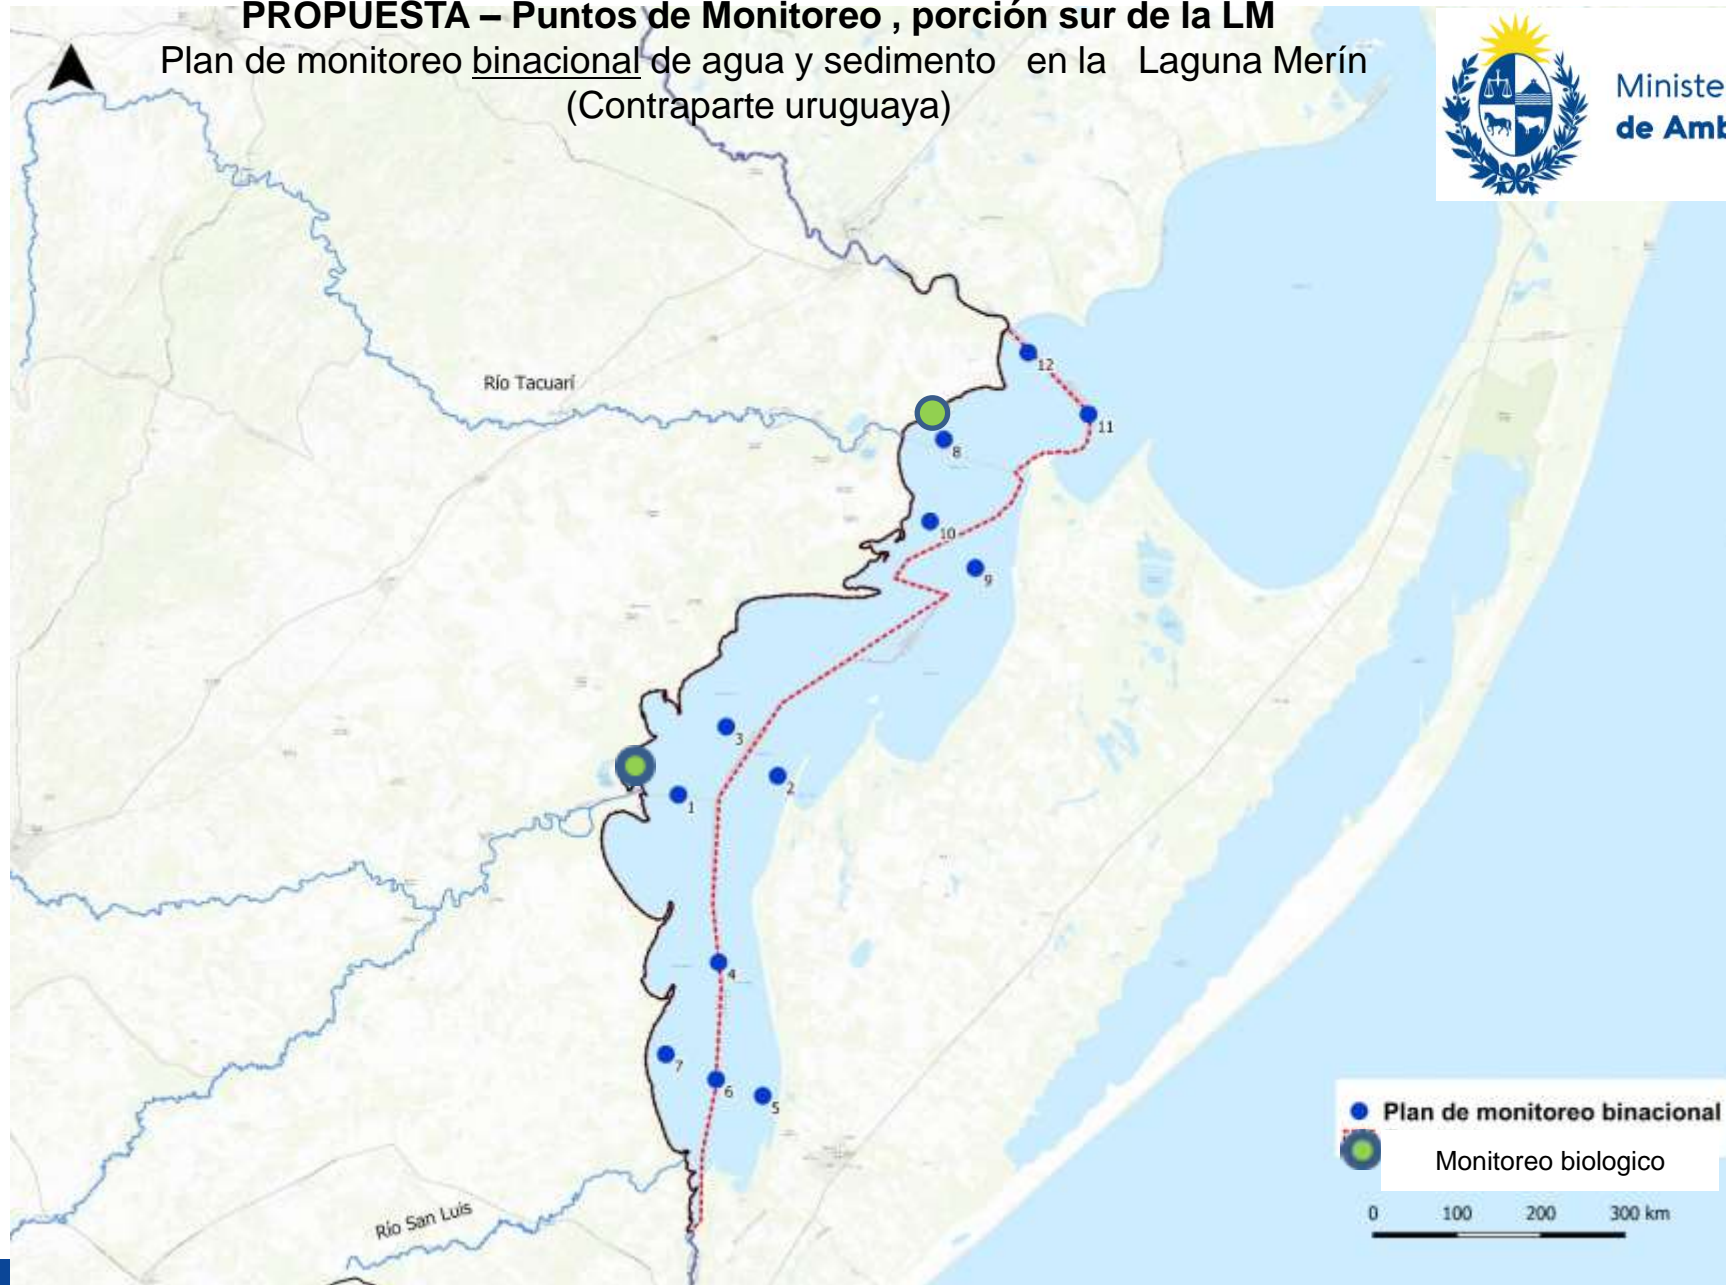 PROPUESTA – Puntos de Monitoreo , porción sur de la LM
Plan de monitoreo binacional de agua y sedimento en la Laguna Merín
(Contraparte uruguaya)
Ministe
de Amb
12
Río Tacuarí
11
8
10
9
3
2
1
4
7
6
5
Plan de monitoreo binacional
Monitoreo biologico
Río San Luis
0 100 200 300 km